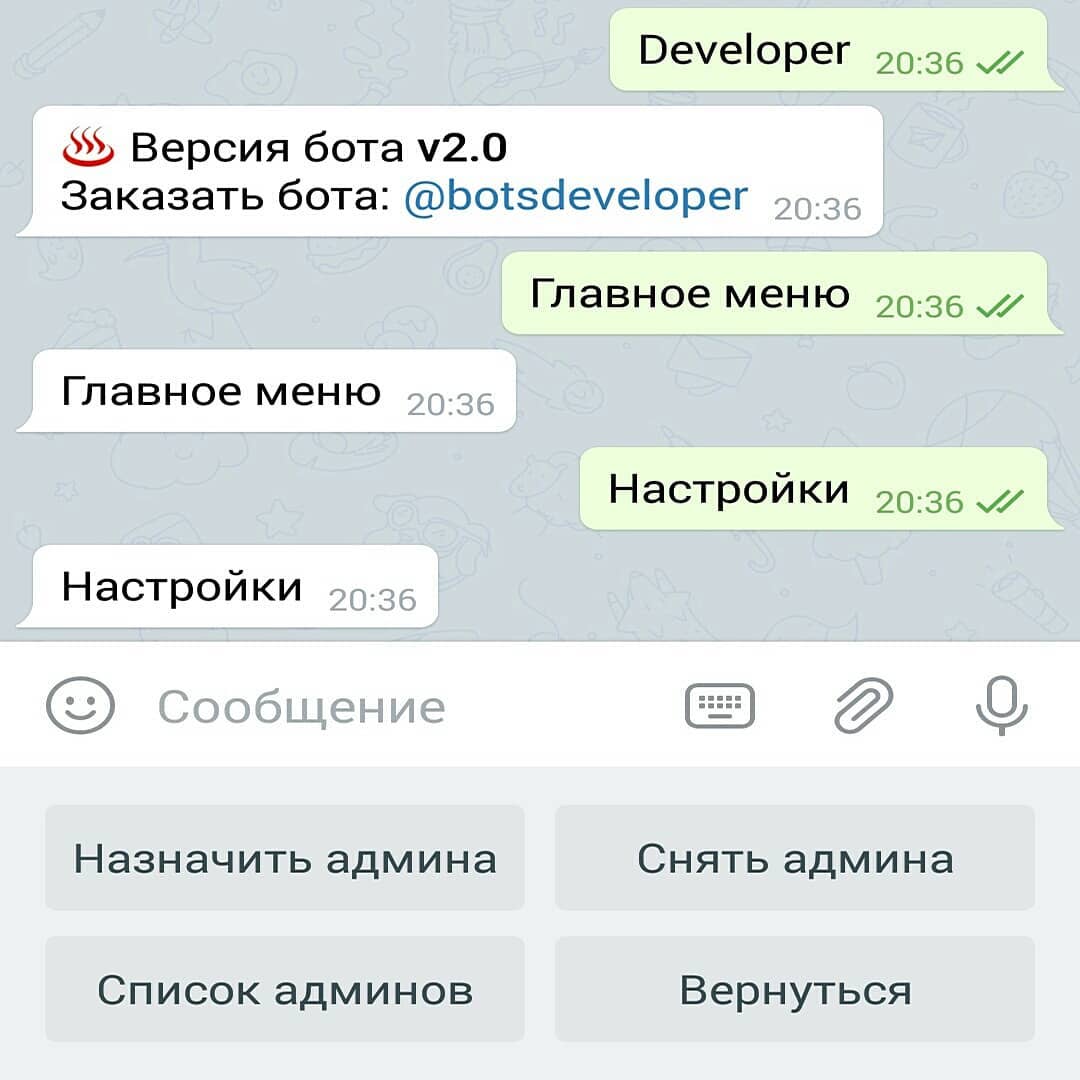 Developer 20:36
♨️ Версия бота v2.0
Заказать бота: @botsdeveloper 20:36
Главное меню 20:36
Главное меню 20:36
Настройки 20:36
Настройки 20:36
Сообщение
Назначить админа
Снять админа
Список админов
Вернуться